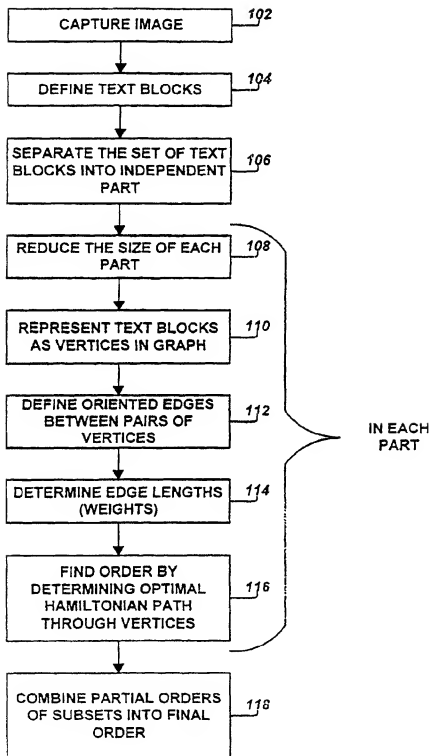 CAPTURE IMAGE
102
DEFINE TEXT BLOCKS
104
SEPARATE THE SET OF TEXT
BLOCKS INTO INDEPENDENT
PART
106
REDUCE THE SIZE OF EACH
PART
108
REPRESENT TEXT BLOCKS
AS VERTICES IN GRAPH
110
DEFINE ORIENTED EDGES
BETWEEN PAIRS OF
VERTICES
112
DETERMINE EDGE LENGTHS
(WEIGHTS)
114
FIND ORDER BY
DETERMINING OPTIMAL
HAMILTONIAN PATH
THROUGH VERTICES
116
IN EACH
PART
COMBINE PARTIAL ORDERS
OF SUBSETS INTO FINAL
ORDER
118